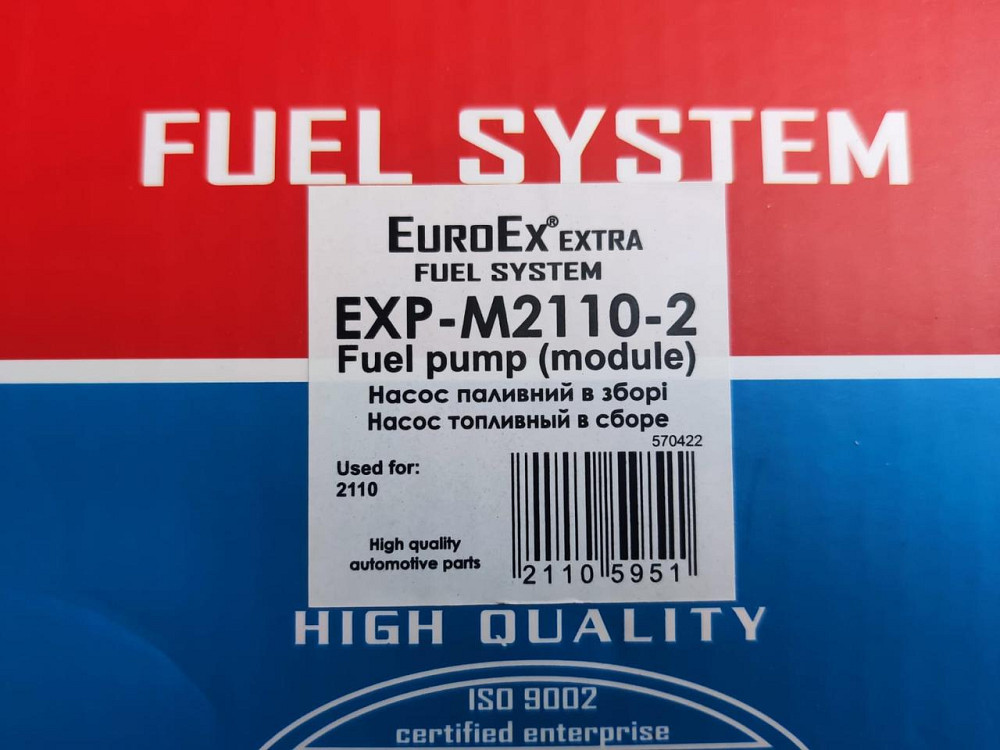 FUEL SYSTEM
EUROEX® EXTRA
FUEL SYSTEM
EXP-M2110-2
Fuel pump (module)
Насос паливний в зборі
Насос топливный в сборе
570422
Used for:
2110
High quality
automotive parts
2110 5951
HIGH QUALITY
ISO 9002
certified enterprise